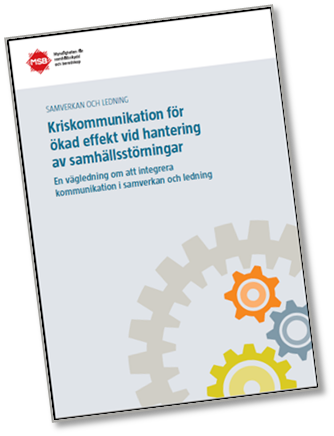 MSB
Myndigheten för
samhällsskydd
och beredskap
SAMVERKAN OCH LEDNING
Kriskommunikation för
ökad effekt vid hantering
av samhällsstörningar
En vägledning om att integrera
kommunikation i samverkan och ledning